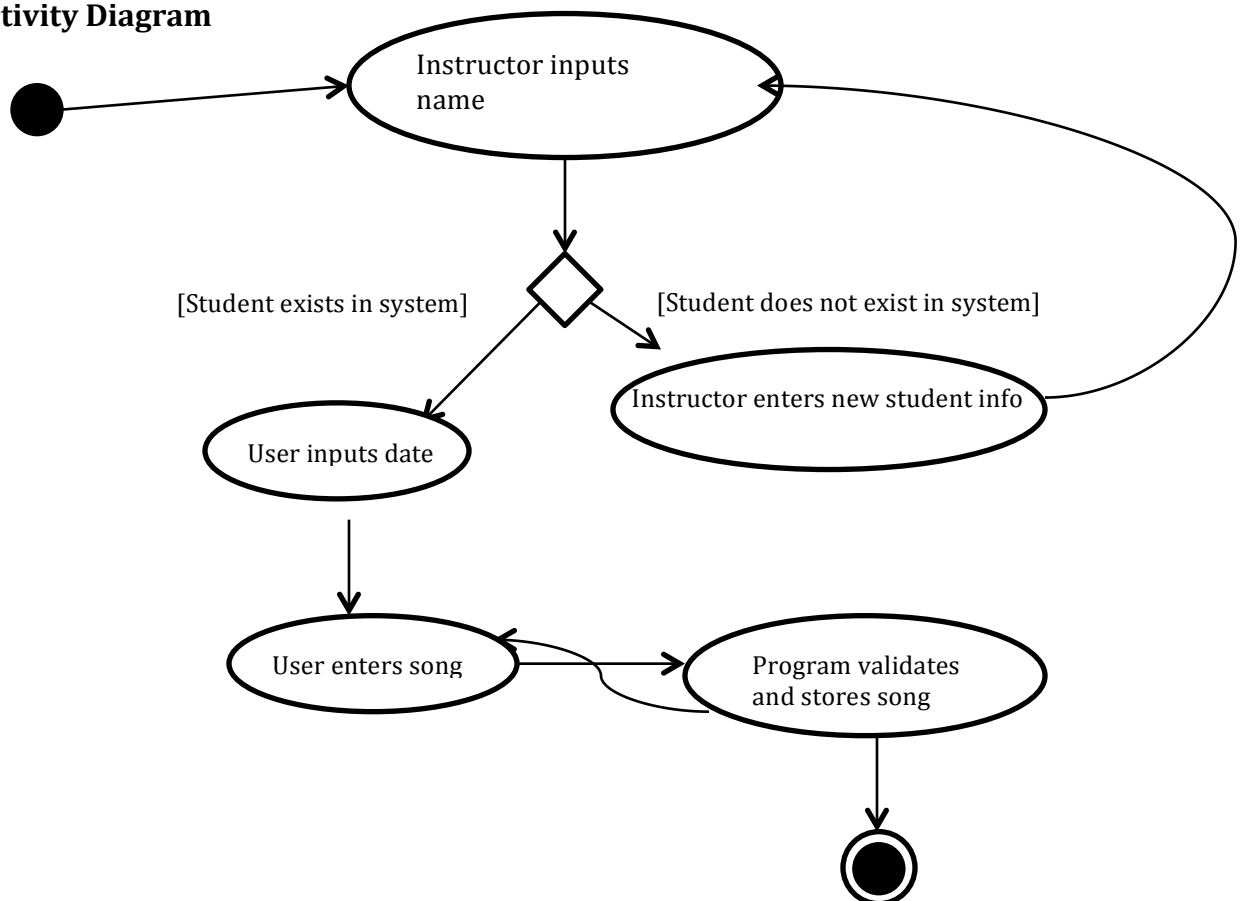 tivity Diagram
Instructor inputs
name
[Student exists in system]
[Student does not exist in system]
Instructor enters new student info
User inputs date
User enters song
Program validates
and stores song